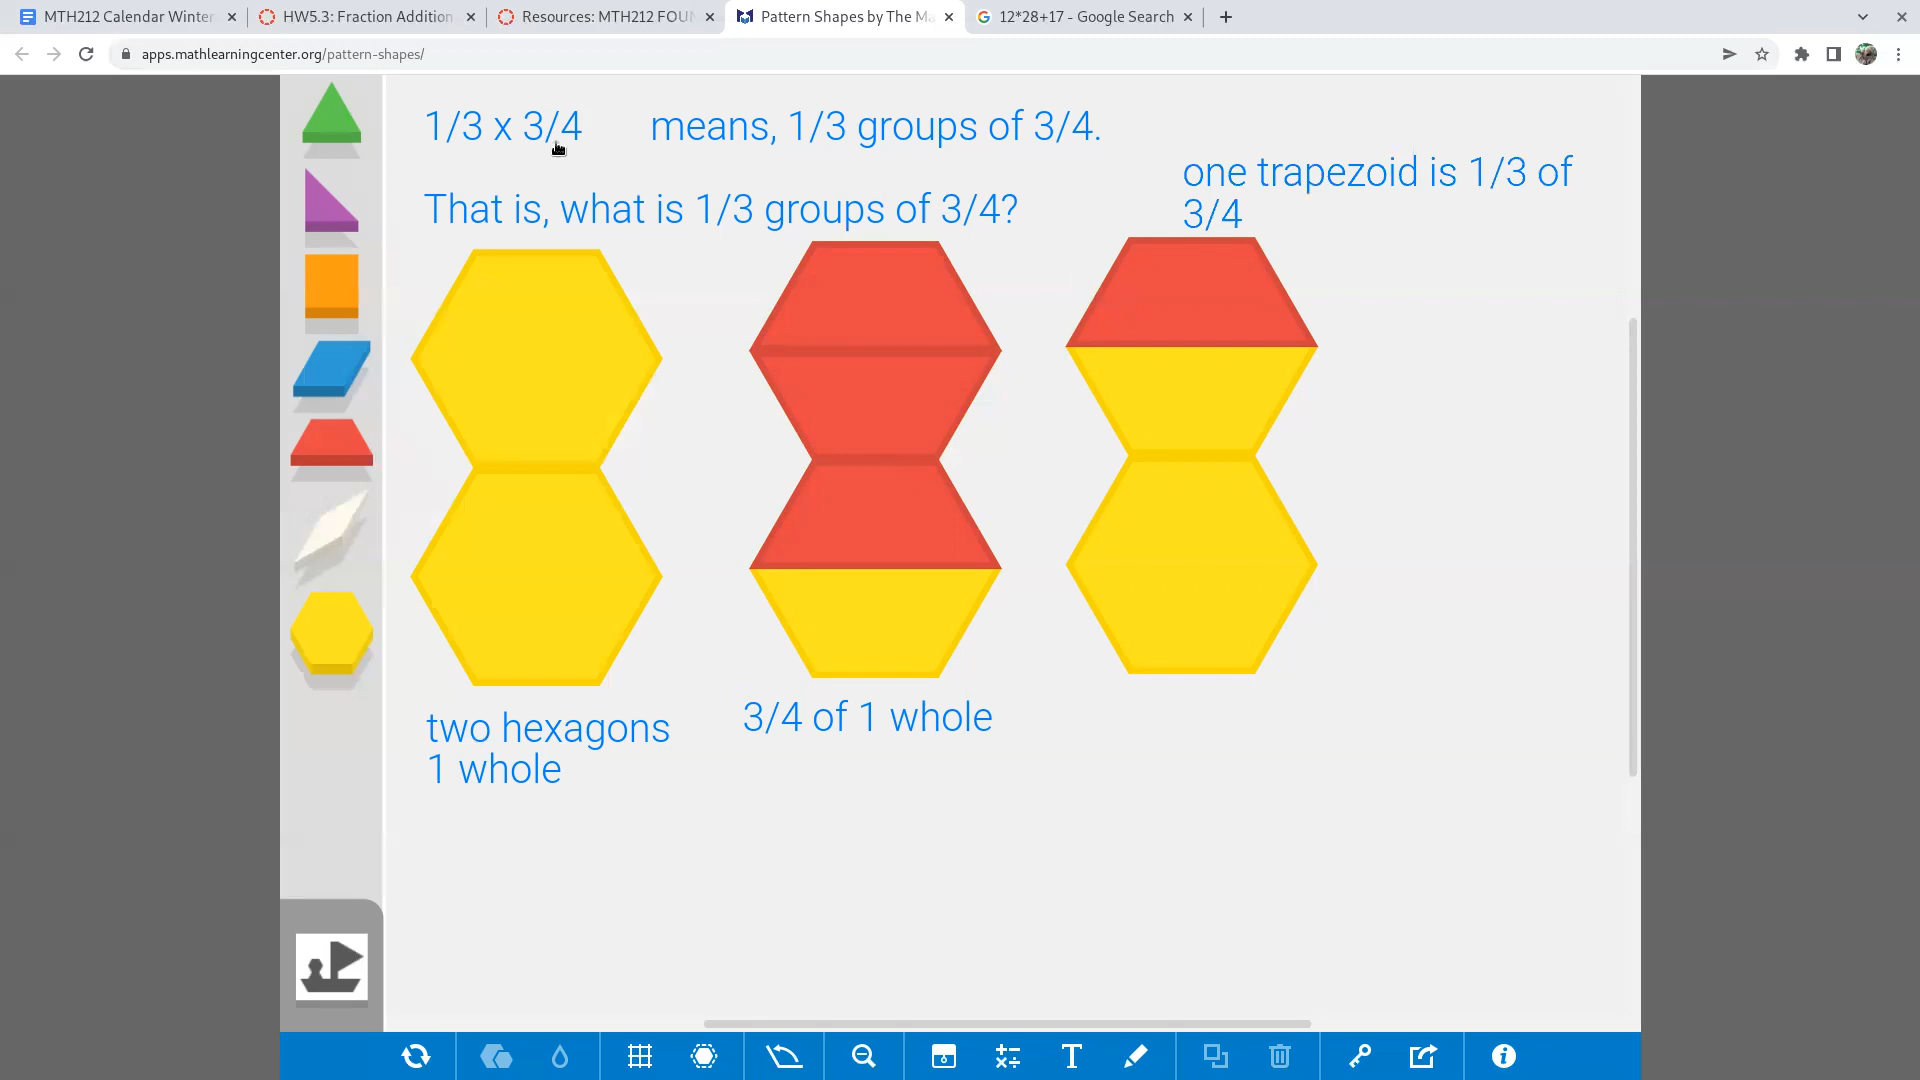 MTH212 Calendar Winter
HW5.3: Fraction Addition
Resources: MTH212 FOUN
Pattern Shapes by The Ma
12*28+17 - Google Search
apps.mathlearningcenter.org/pattern-shapes/
1/3 x 3/4 means, 1/3 groups of 3/4.
one trapezoid is 1/3 of
3/4
That is, what is 1/3 groups of 3/4?
two hexagons
1 whole
3/4 of 1 whole